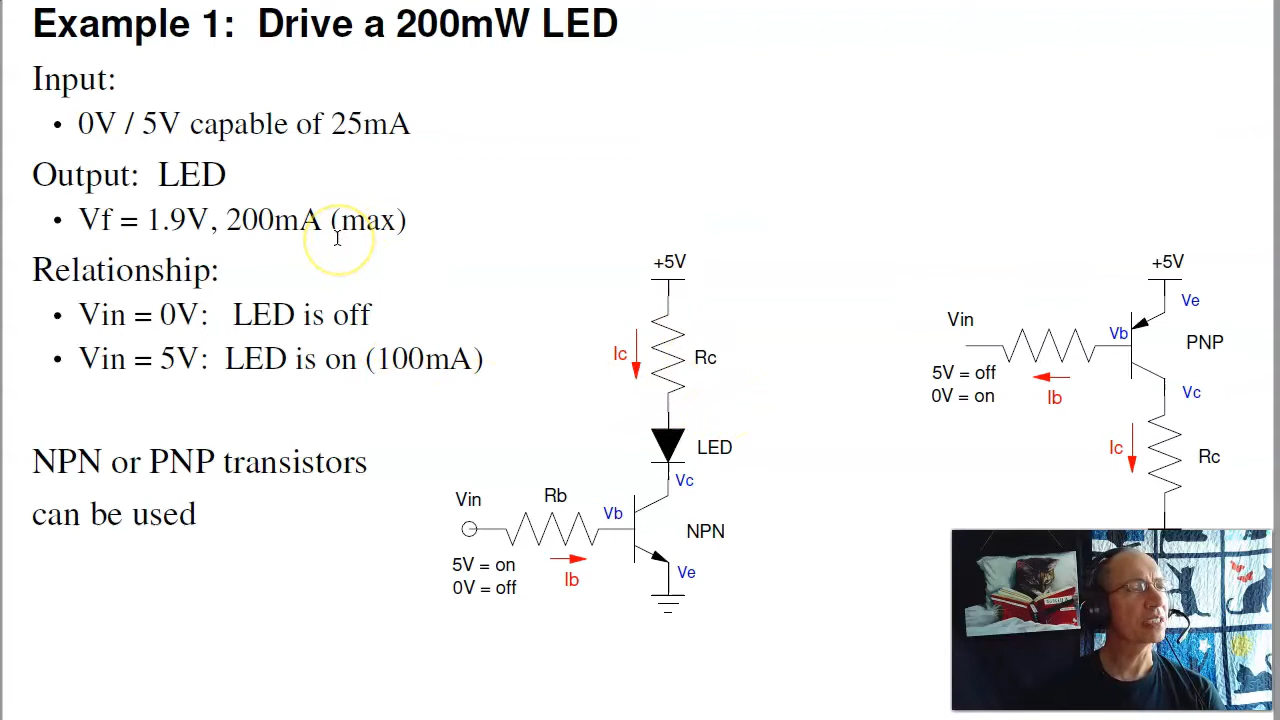 Example 1: Drive a 200mW LED
Input:
• 0V / 5V capable of 25mA
Output: LED
• Vf = 1.9V, 200mA (max)
Relationship:
• Vin = 0V: LED is off
• Vin = 5V: LED is on (100mA)
NPN or PNP transistors
can be used
+5V
Ic
Rc
LED
Vc
Vin
Rb
Vb
NPN
5V = on
0V = off
Ib
Ve
+5V
Ve
Vin
Vb
PNP
5V = off
0V = on
Ib
Vc
Ic
Rc